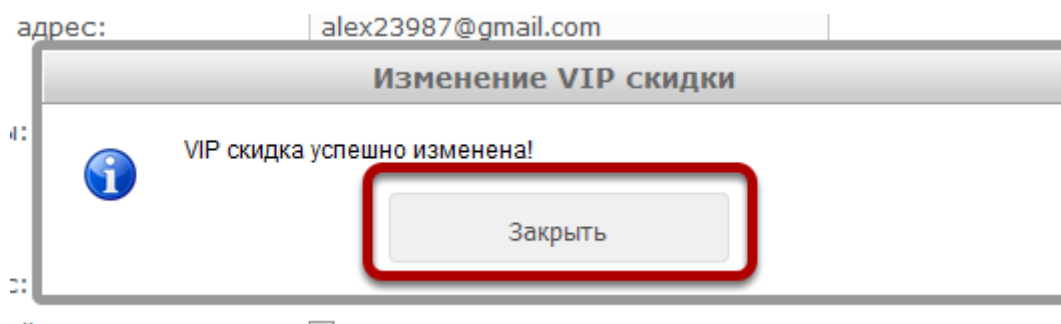 адрес: alex23987@gmail.com
Изменение VIP скидки
VIP скидка успешно изменена!
Закрыть